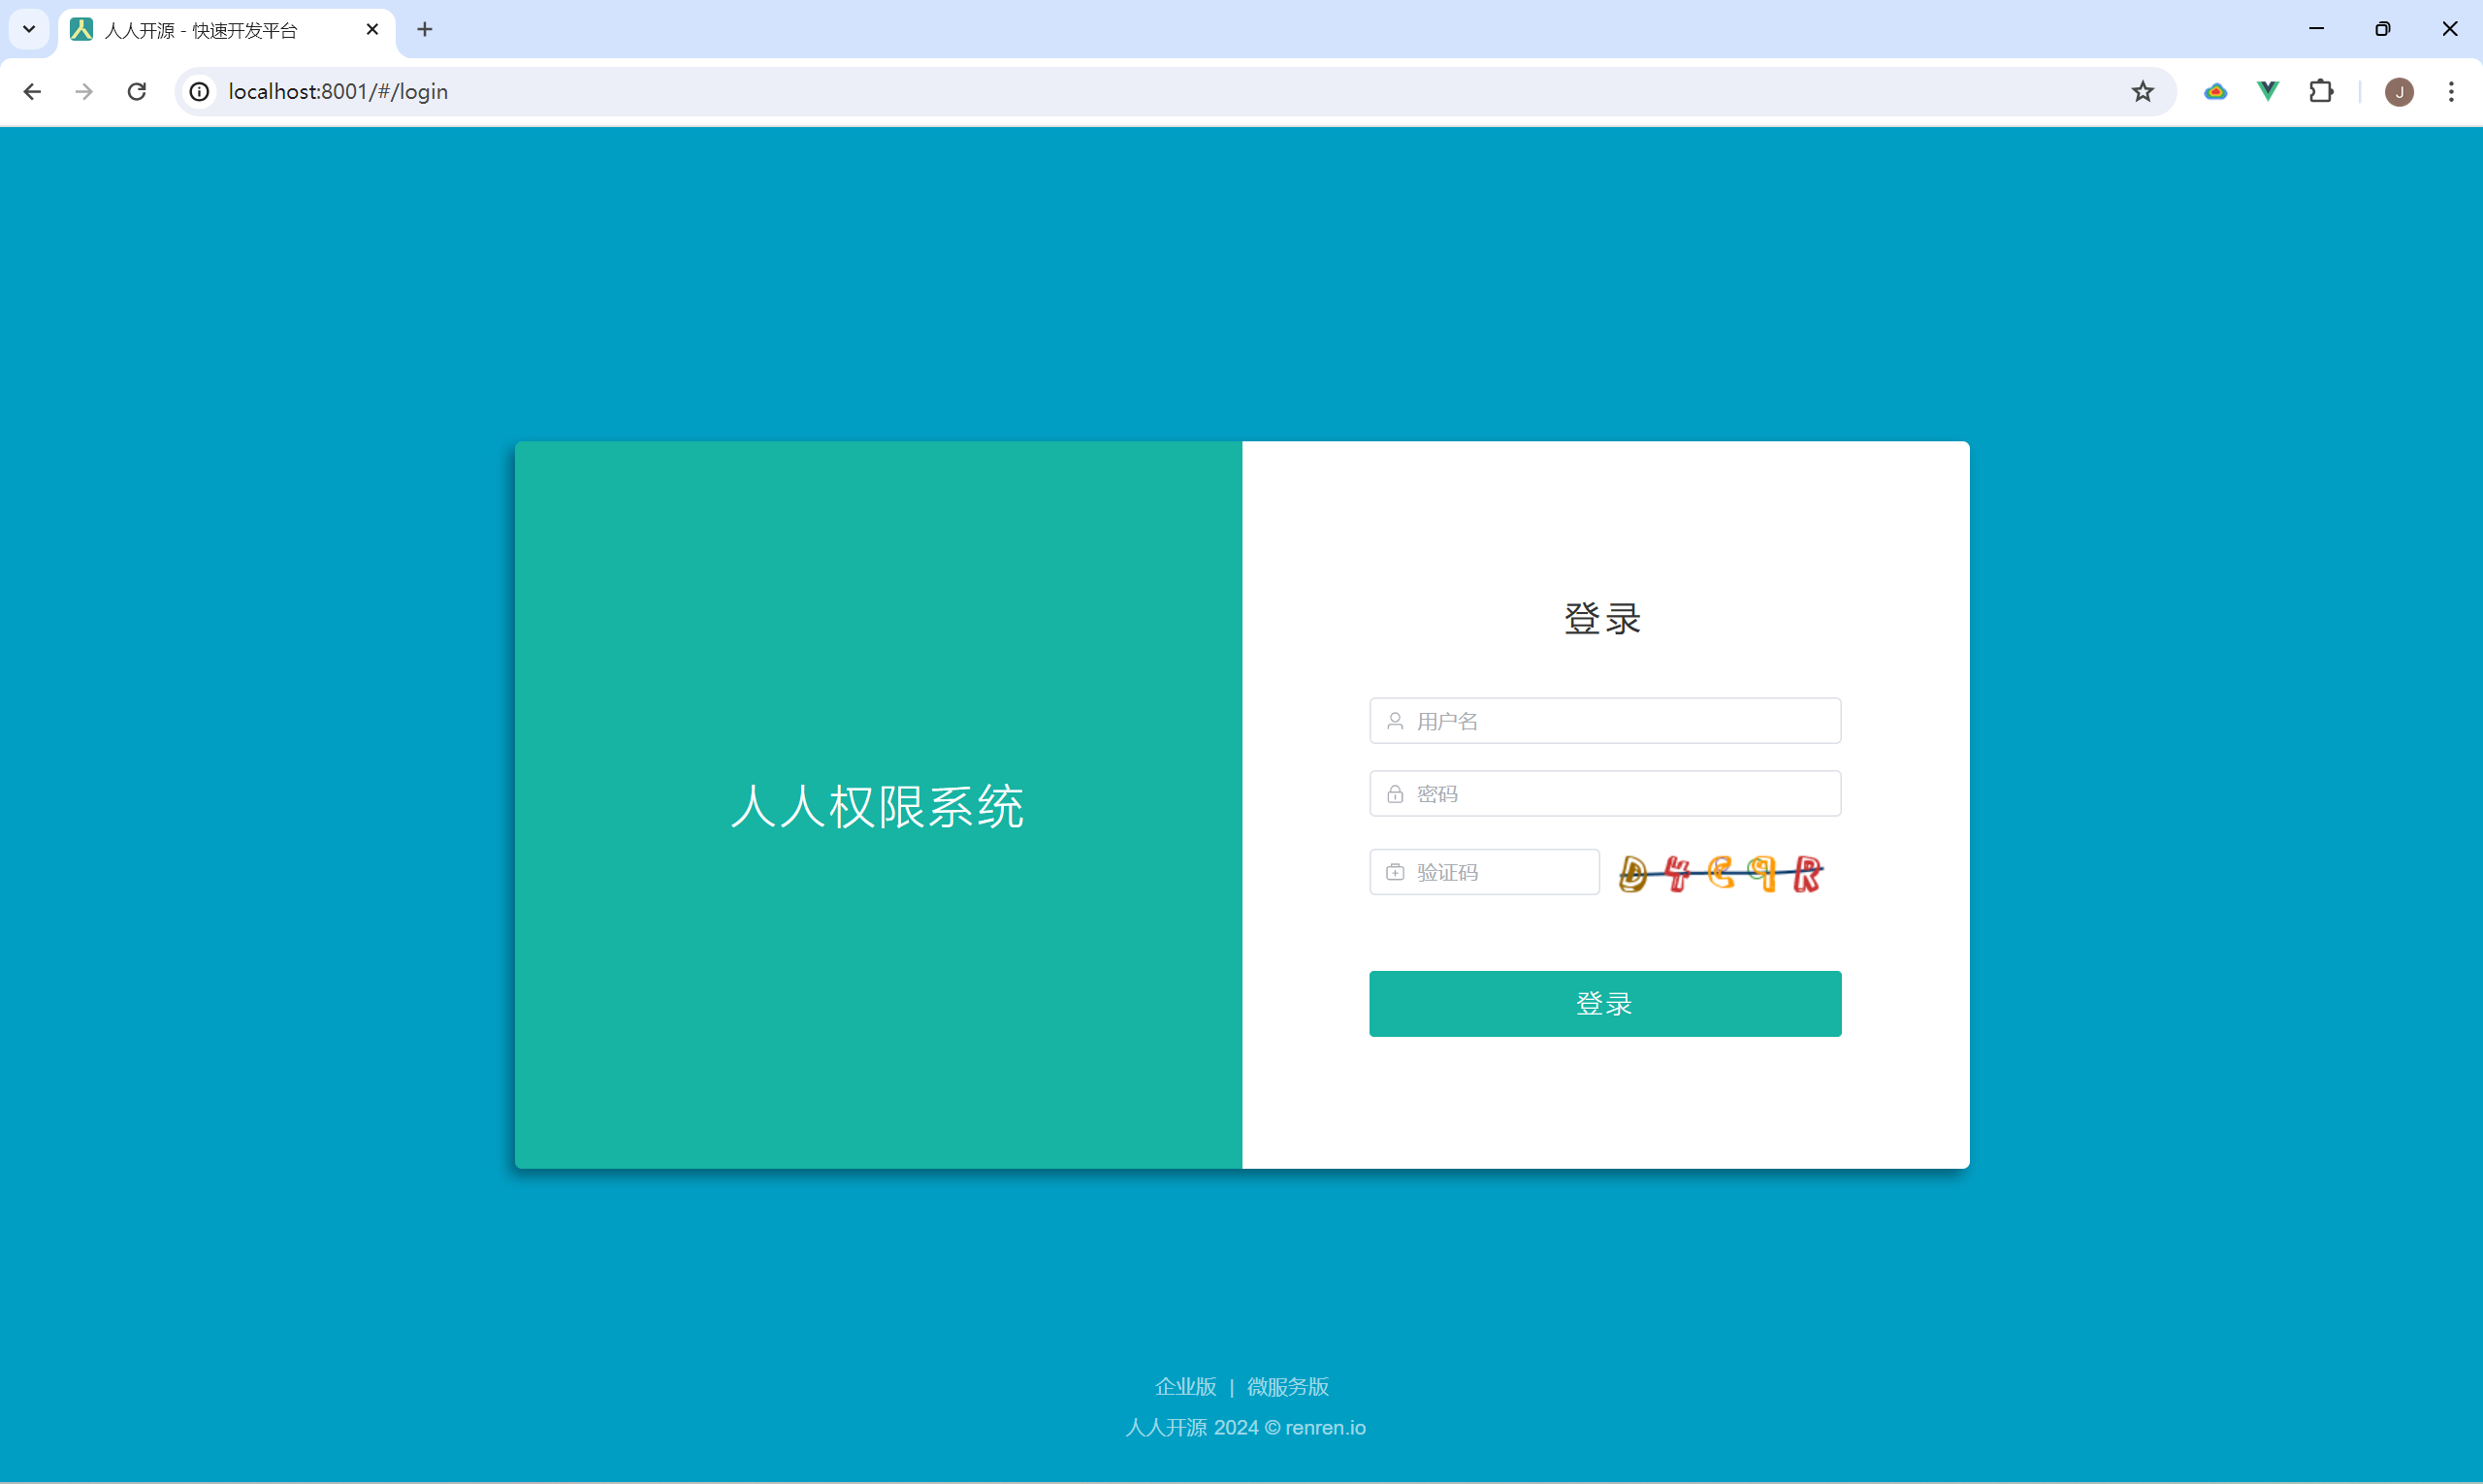 人人开源 - 快速开发平台
localhost:8001/#/login
J
人人权限系统
登录
用户名
密码
验证码
登录
企业版 | 微服务版
人人开源 2024 © renren.io